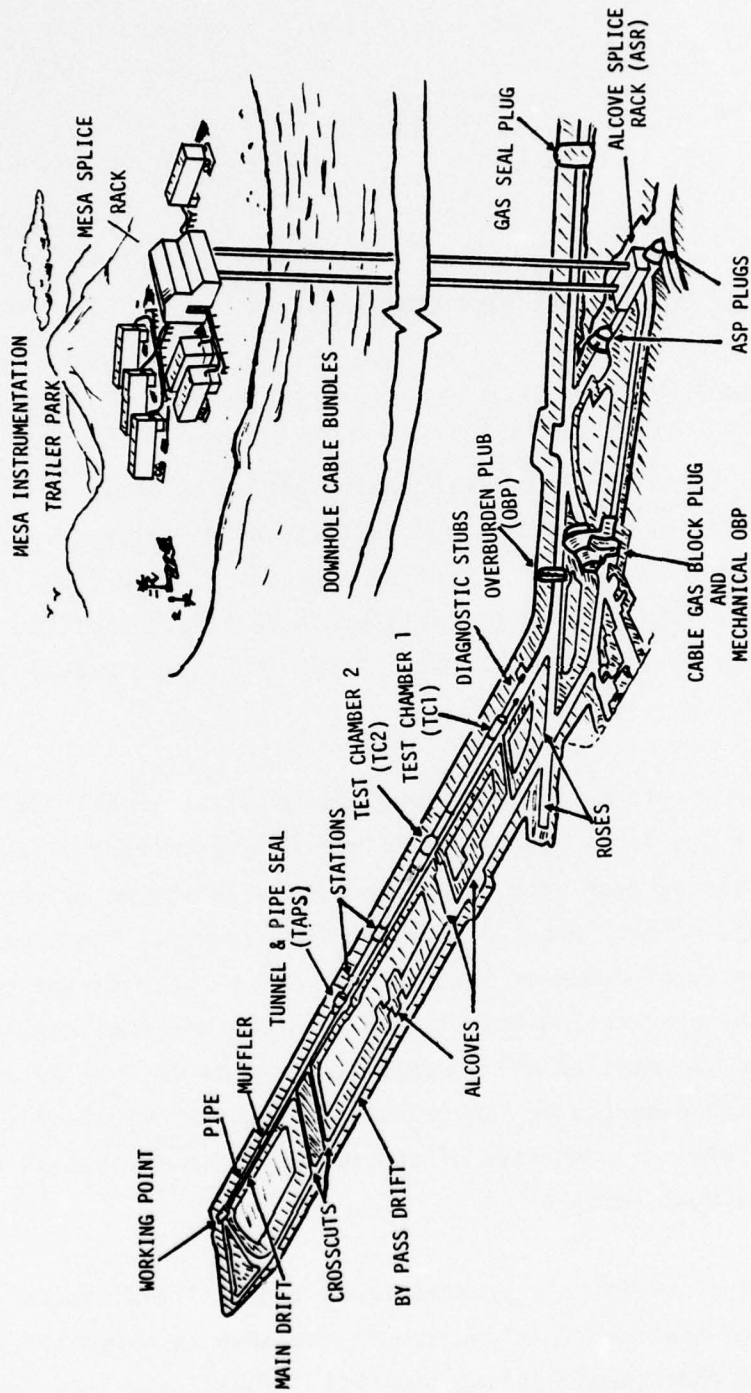 MESA INSTRUMENTATION
TRAILER PARK
MESA SPLICE
RACK
DOWNHOLE CABLE BUNDLES
WORKING POINT
PIPE
MUFFLER
TUNNEL & PIPE SEAL
(TAPS)
STATIONS
TEST CHAMBER 2
(TC2)
TEST CHAMBER 1
(TC1)
DIAGNOSTIC STUBS
OVERBURDEN PLUB
(OBP)
GAS SEAL PLUG
ALCOVE SPLICE
RACK (ASR)
MAIN DRIFT
CROSSCUTS
BY PASS DRIFT
ALCOVES
ROSES
CABLE GAS BLOCK PLUG
AND
MECHANICAL OBP
ASP PLUGS